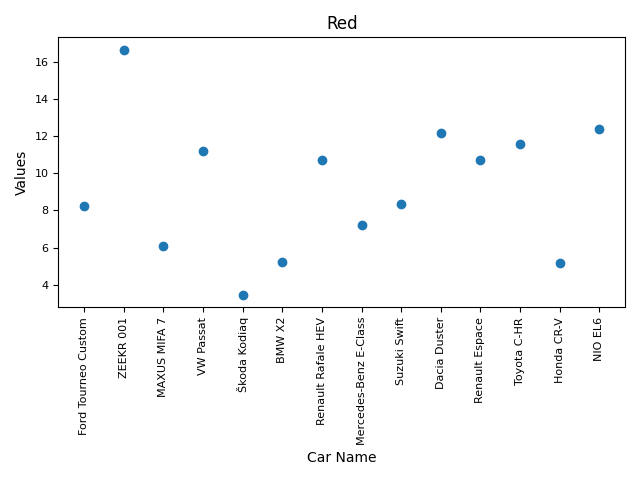 Red
Values
16
14
12
10
8
6
4
Ford Tourneo Custom
ZEEKR 001
MAXUS MIFA 7
VW Passat
Škoda Kodiaq
BMW X2
Renault Rafale HEV
Mercedes-Benz E-Class
Suzuki Swift
Dacia Duster
Renault Espace
Toyota C-HR
Honda CR-V
NIO EL6
Car Name